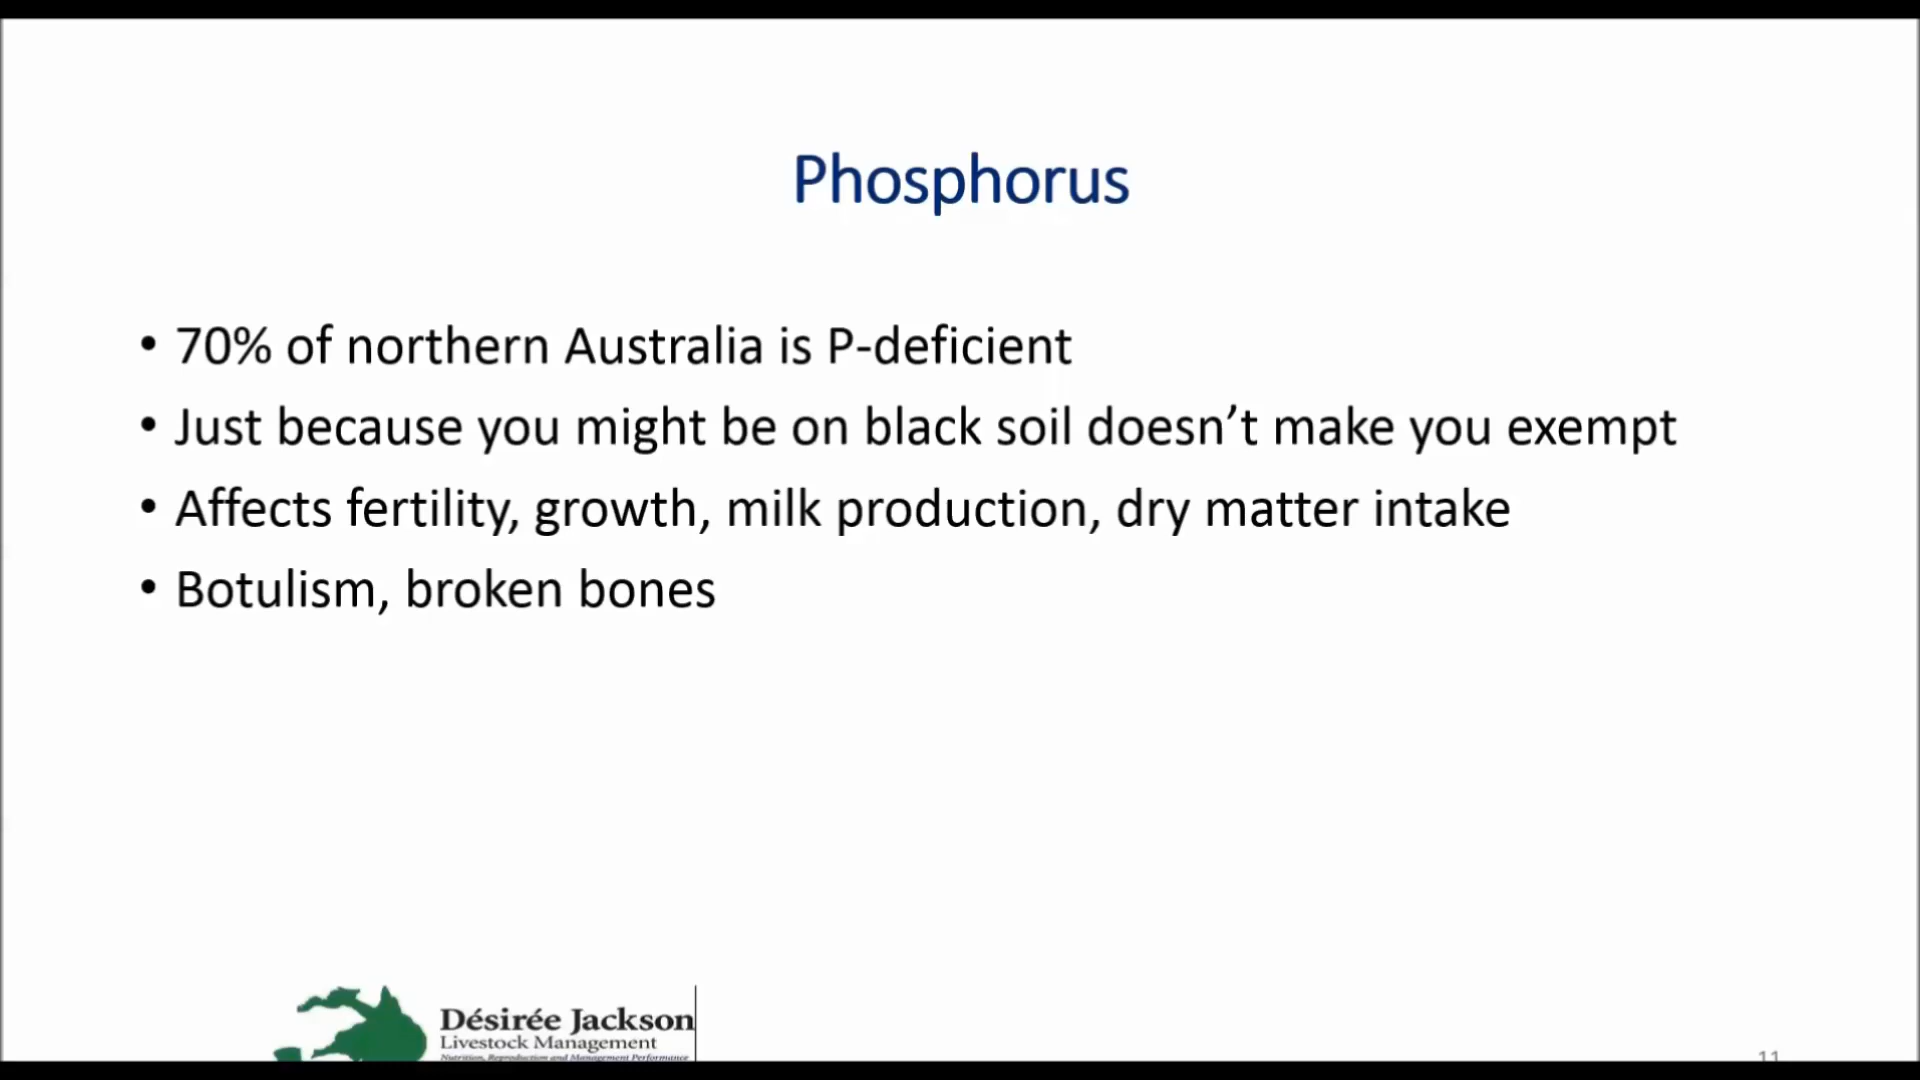 Phosphorus
• 70% of northern Australia is P-deficient
• Just because you might be on black soil doesn’t make you exempt
• Affects fertility, growth, milk production, dry matter intake
• Botulism, broken bones
Désirée Jackson
Livestock Management
Nutrition, Reproduction and Management Performance
11